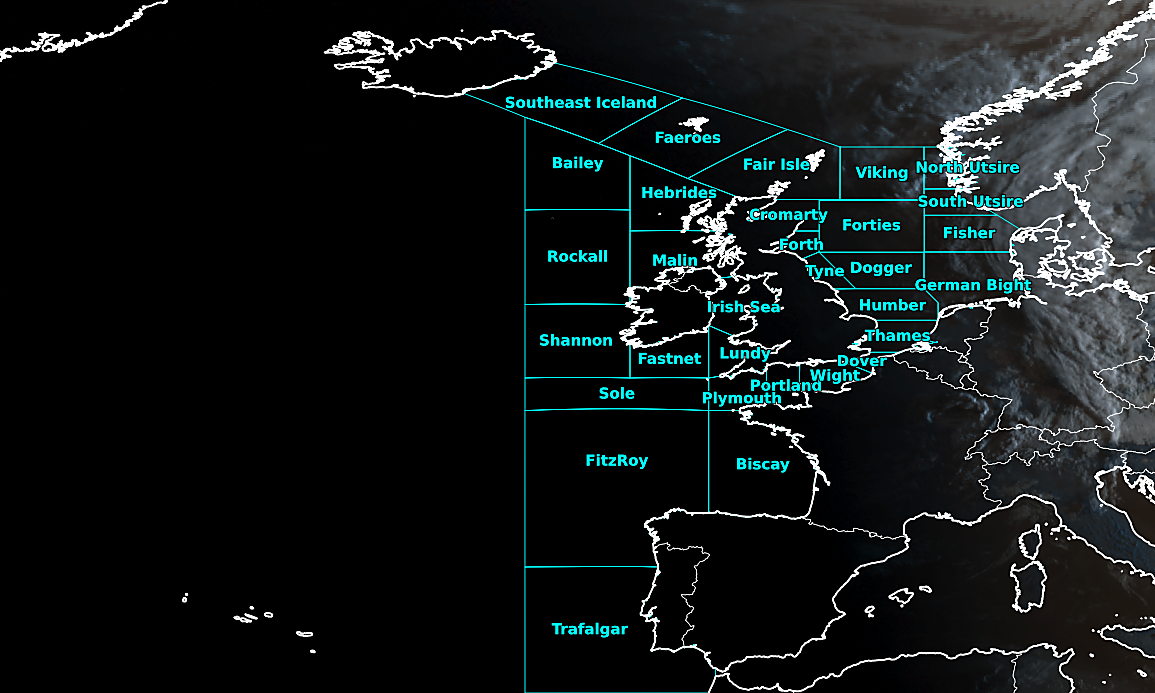 Southeast Iceland
Faeroes
Bailey
Fair Isle
Viking
North Utsire
Hebrides
South Utsire
Cromarty
Forties
Fisher
Forth
Rockall
Malin
Tyne
Dogger
German Bight
Irish Sea
Humber
Shannon
Thames
Fastnet
Lundy
Dover
Wight
Portland
Sole
Plymouth
FitzRoy
Biscay
Trafalgar